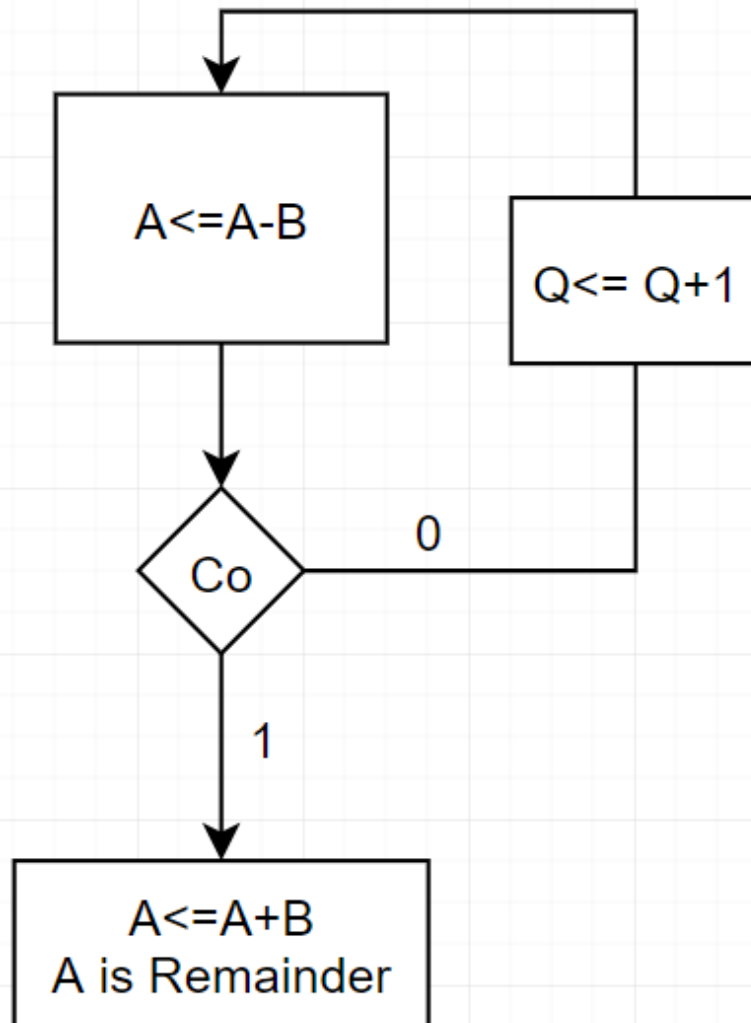 A<=A-B
Q<= Q+1
Co
0
1
A<=A+B
A is Remainder